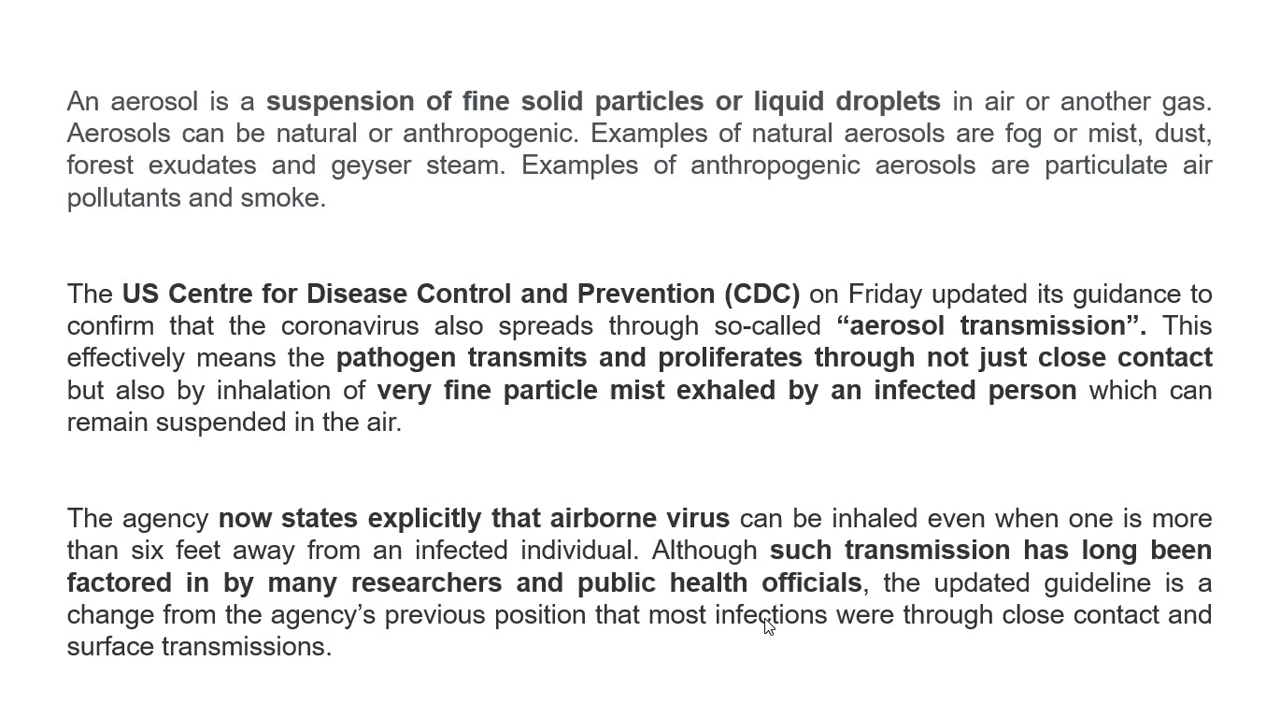 An aerosol is a suspension of fine solid particles or liquid droplets in air or another gas.
Aerosols can be natural or anthropogenic. Examples of natural aerosols are fog or mist, dust,
forest exudates and geyser steam. Examples of anthropogenic aerosols are particulate air
pollutants and smoke.
The US Centre for Disease Control and Prevention (CDC) on Friday updated its guidance to
confirm that the coronavirus also spreads through so-called “aerosol transmission”. This
effectively means the pathogen transmits and proliferates through not just close contact
but also by inhalation of very fine particle mist exhaled by an infected person which can
remain suspended in the air.
The agency now states explicitly that airborne virus can be inhaled even when one is more
than six feet away from an infected individual. Although such transmission has long been
factored in by many researchers and public health officials, the updated guideline is a
change from the agency’s previous position that most infections were through close contact and
surface transmissions.